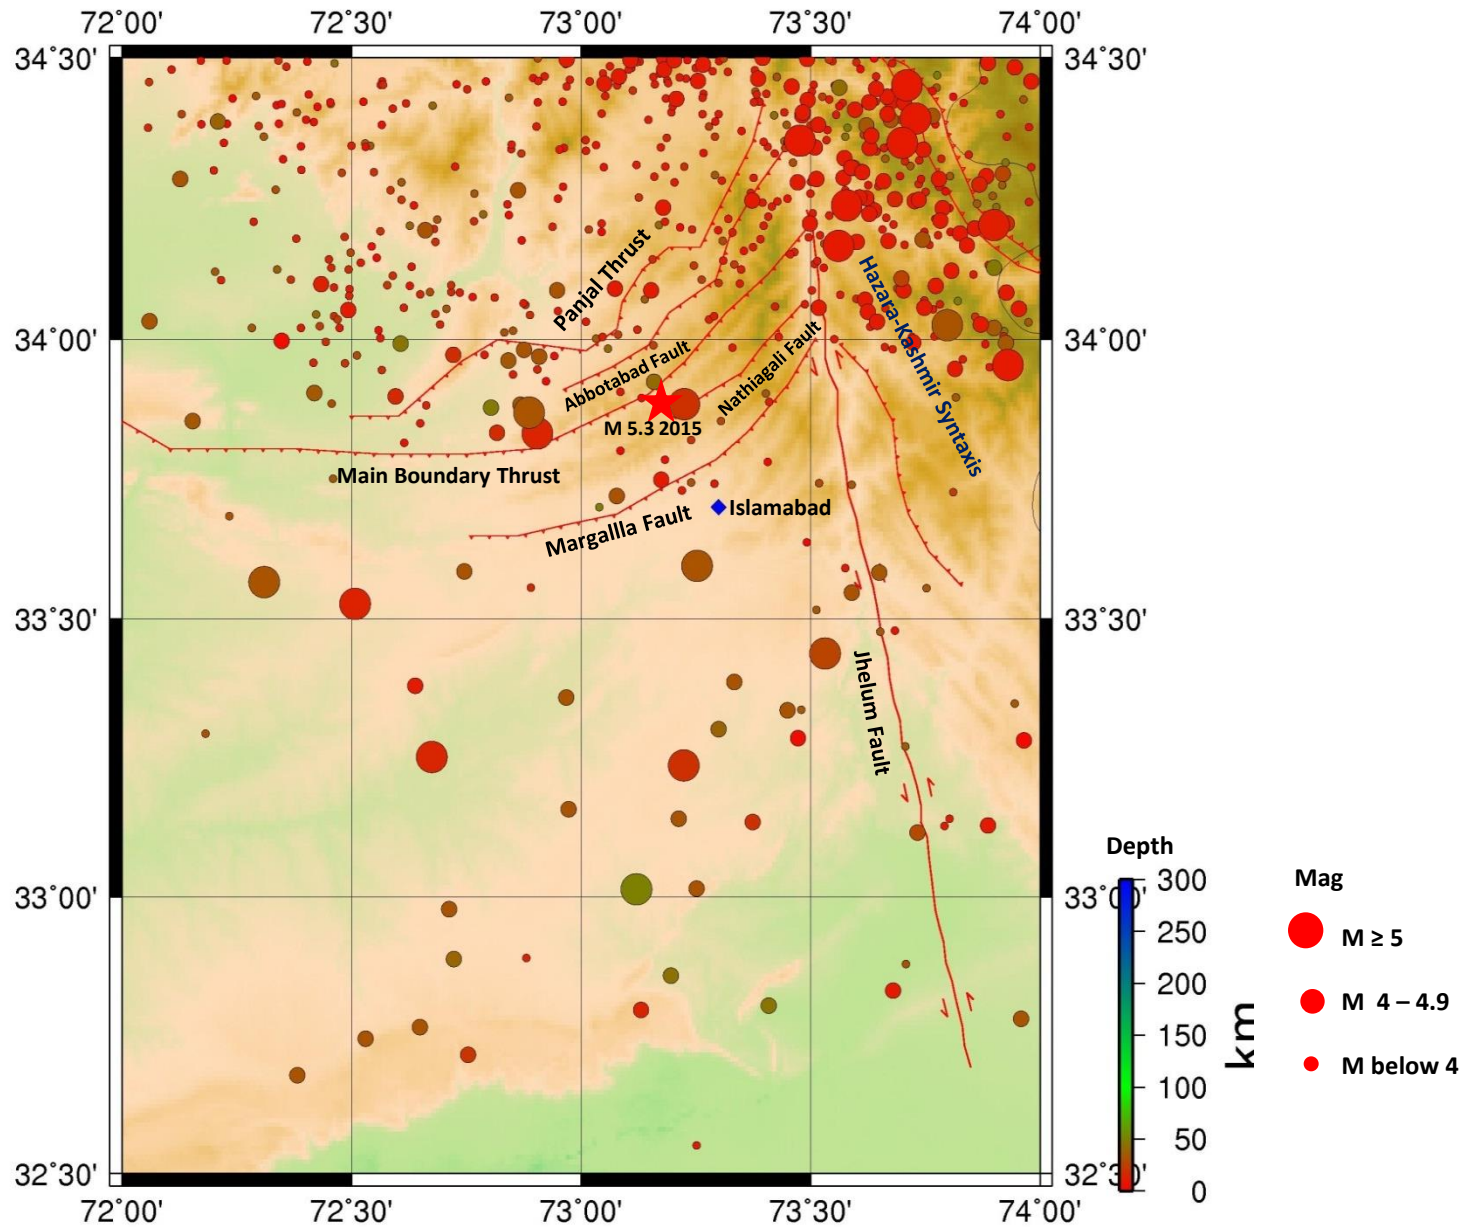 72˚00' 72˚30' 73˚00' 73˚30' 74˚00'
34˚30' 34˚30'
Panjal Thrust
Hazara-Kashmir Syntaxis
34˚00' 34˚00'
Abbotabad Fault
Nathiagali Fault
M 5.3 2015
Main Boundary Thrust
Islamabad
Margallla Fault
33˚30' 33˚30'
Jhelum Fault
Depth
33˚00' 33˚00'
300
250
200
150
100
50
0
km
Mag
M ≥ 5
M 4 – 4.9
M below 4
32˚30' 32˚30'
72˚00' 72˚30' 73˚00' 73˚30' 74˚00'